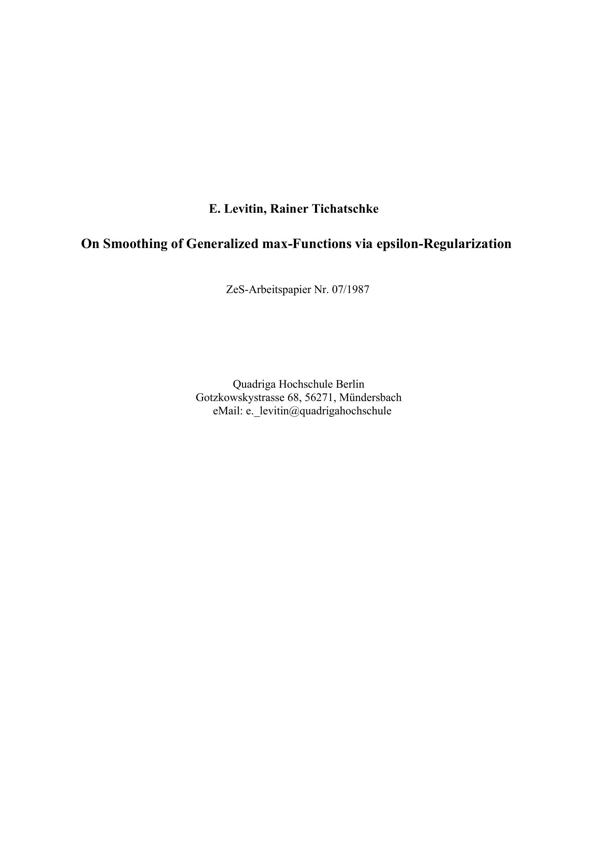 E. Levitin, Rainer Tichatschke
On Smoothing of Generalized max-Functions via epsilon-Regularization
ZeS-Arbeitspapier Nr. 07/1987
Quadriga Hochschule Berlin
Gotzkowskystrasse 68, 56271, Mündersbach
eMail: e._levitin@quadrigahochschule